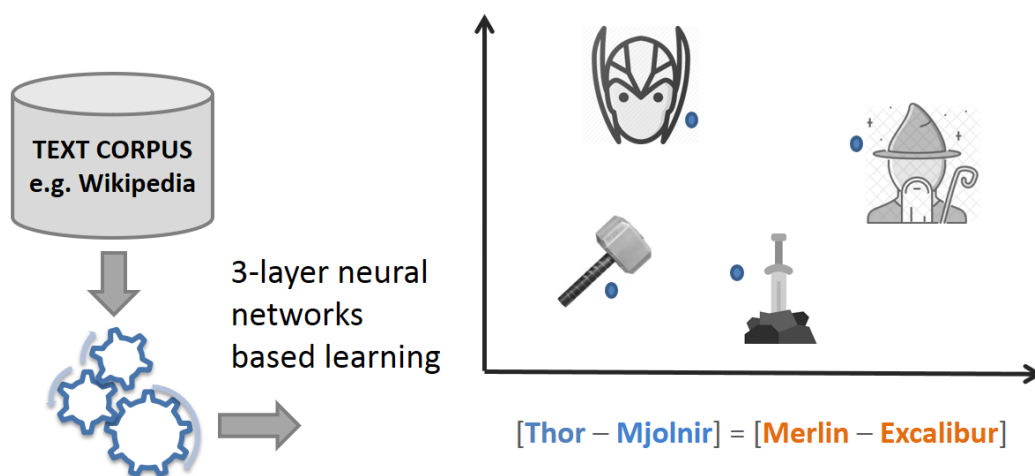 TEXT CORPUS
e.g. Wikipedia
3-layer neural
networks
based learning
[Thor – Mjolnir] = [Merlin – Excalibur]